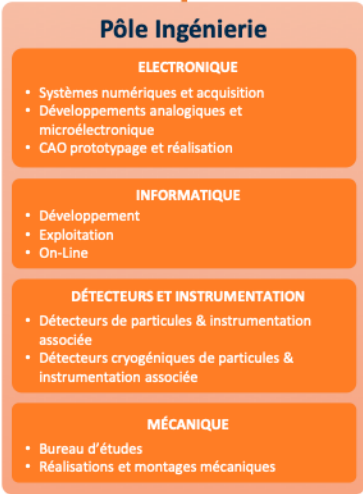 Pôle Ingénierie
ELECTRONIQUE
• Systèmes numériques et acquisition
• Développements analogiques et
microélectronique
• CAO prototypage et réalisation
INFORMATIQUE
• Développement
• Exploitation
• On-Line
DÉTECTEURS ET INSTRUMENTATION
• Détecteurs de particules & instrumentation
associée
• Détecteurs cryogéniques de particules &
instrumentation associée
MÉCANIQUE
• Bureau d'études
• Réalisations et montages mécaniques